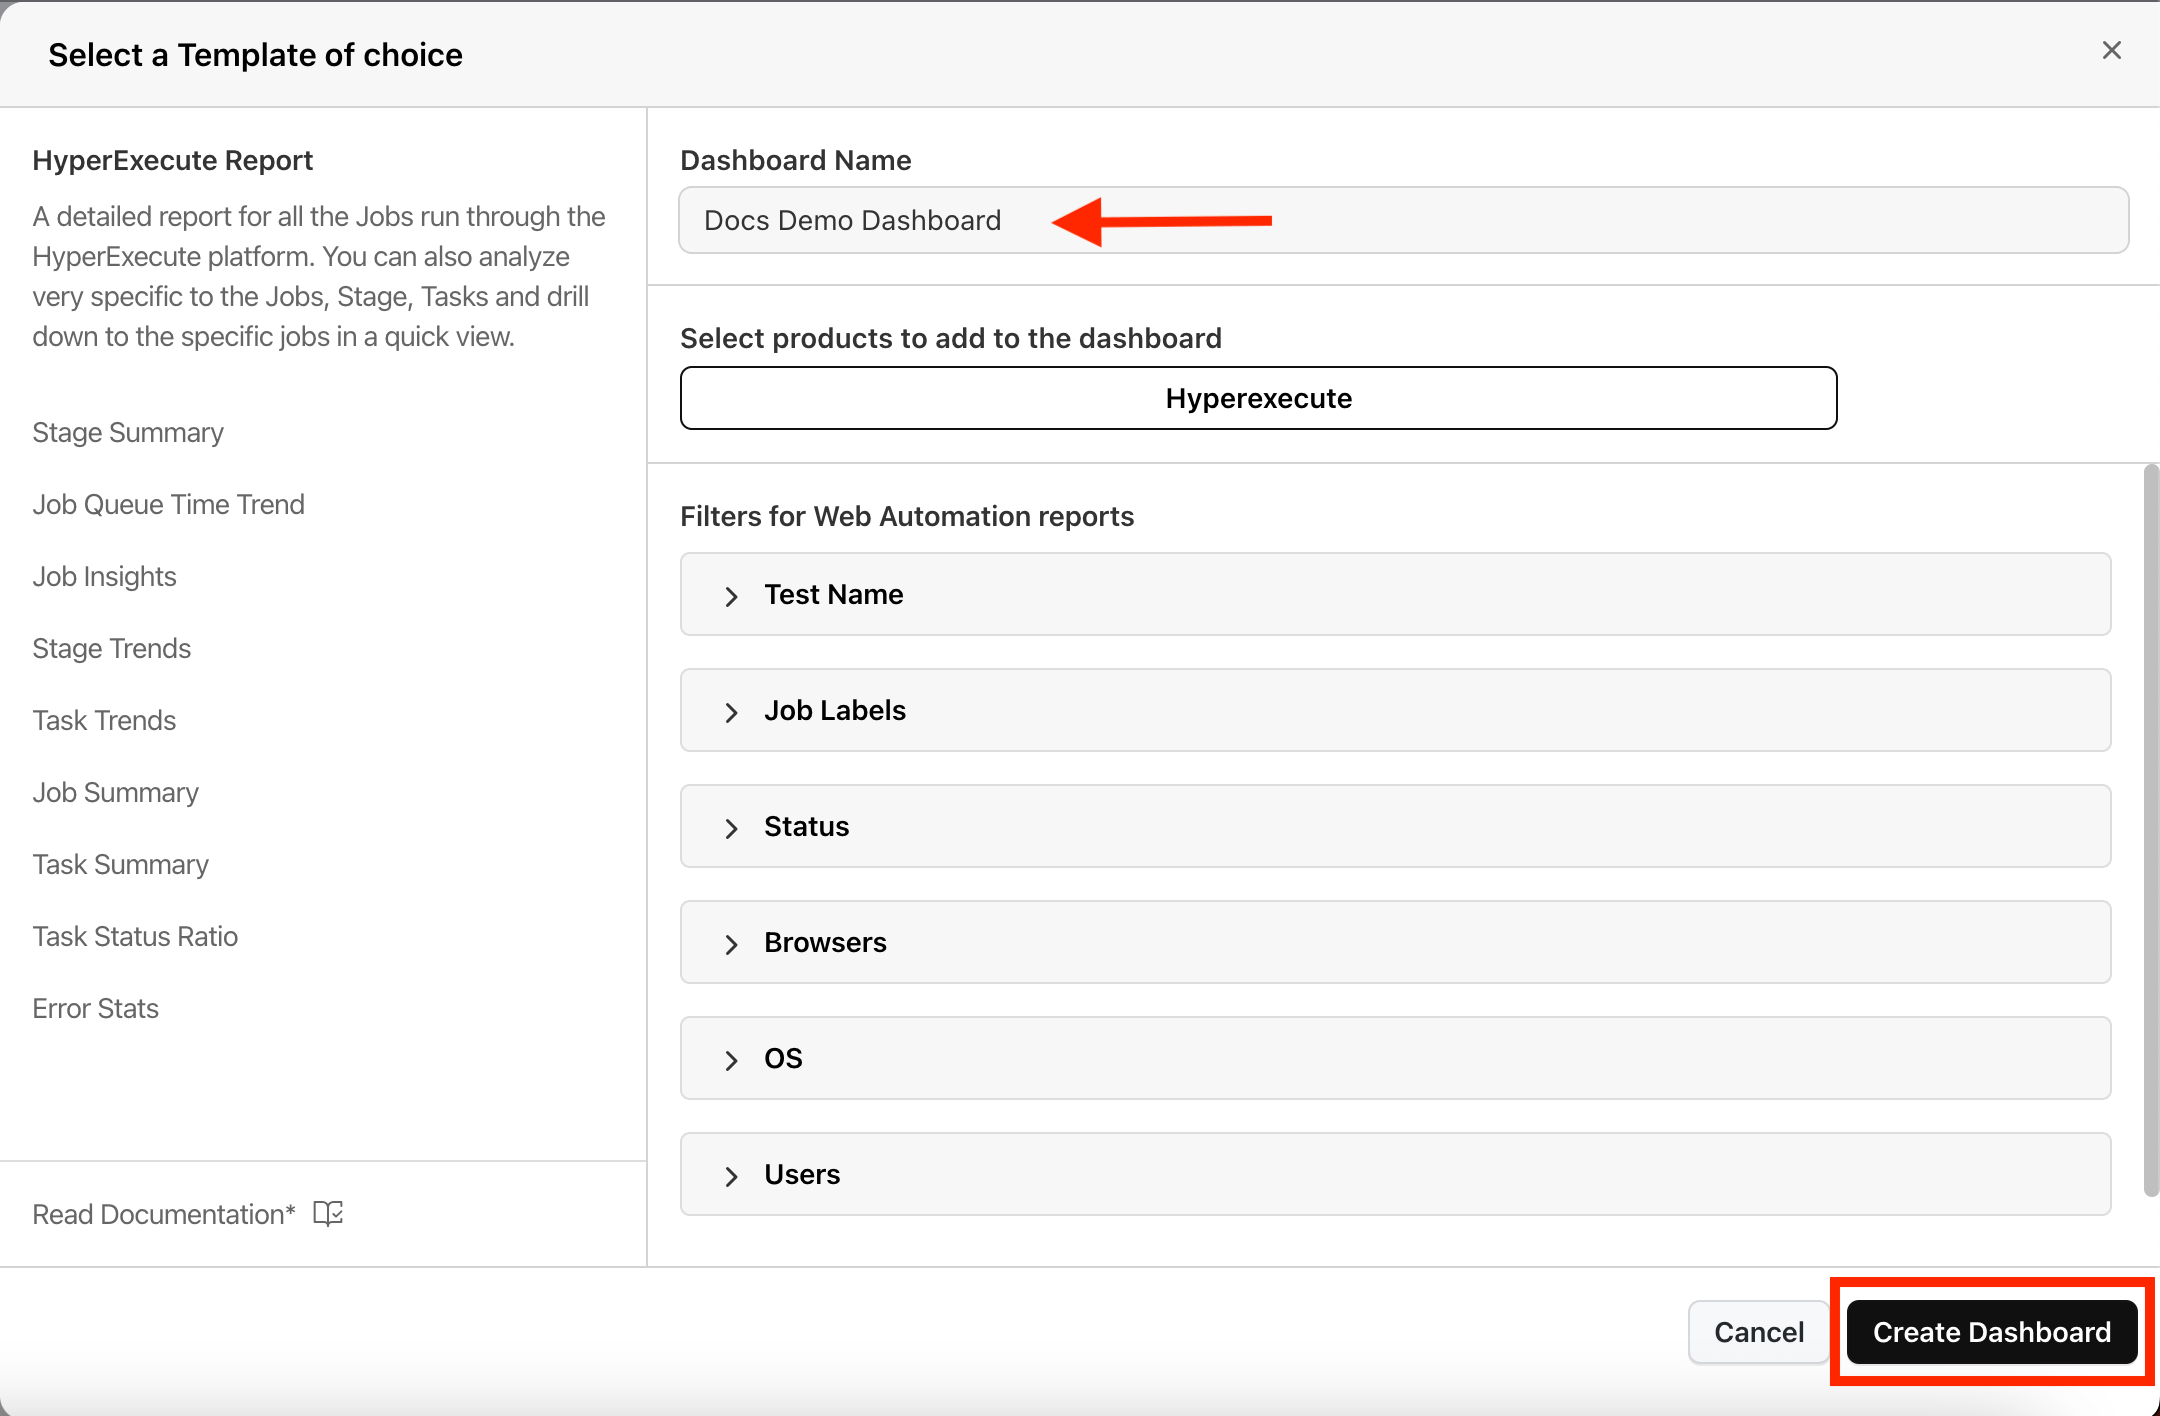 Select a Template of choice
HyperExecute Report
A detailed report for all the Jobs run through the
HyperExecute platform. You can also analyze
very specific to the Jobs, Stage, Tasks and drill
down to the specific jobs in a quick view.
Stage Summary
Job Queue Time Trend
Job Insights
Stage Trends
Task Trends
Job Summary
Task Summary
Task Status Ratio
Error Stats
Read Documentation*
Dashboard Name
Docs Demo Dashboard
Select products to add to the dashboard
Hyperexecute
Filters for Web Automation reports
Test Name
Job Labels
Status
Browsers
OS
Users
Cancel
Create Dashboard